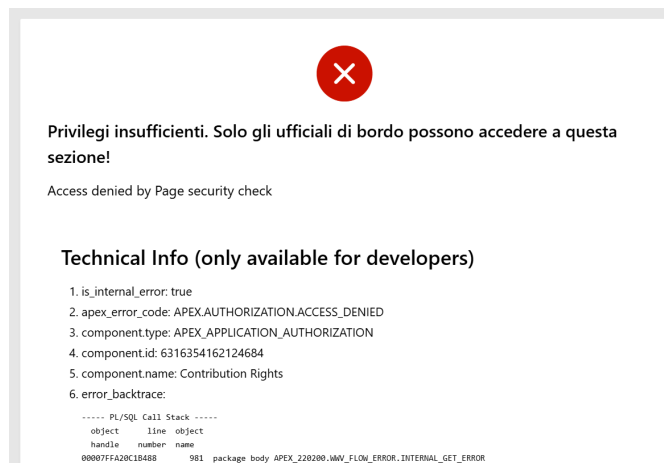 Privilegi insufficienti. Solo gli ufficiali di bordo possono accedere a questa
sezione!
Access denied by Page security check
Technical Info (only available for developers)
1. is_internal_error: true
2. apex_error_code: APEX.AUTHORIZATION.ACCESS_DENIED
3. component.type: APEX_APPLICATION_AUTHORIZATION
4. component.id: 6316354162124684
5. component.name: Contribution Rights
6. error_backtrace:
----- PL/SQL Call Stack -----
object line object
handle number name
00007FFA20C1B488 981 package body APEX_220200.WWV_FLOW_ERROR.INTERNAL_GET_ERROR